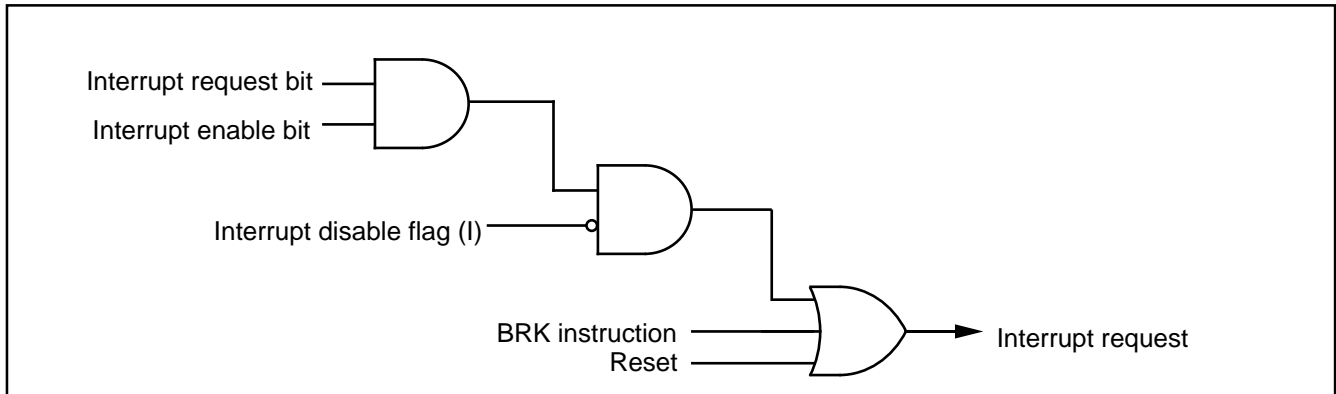 Interrupt request bit
Interrupt enable bit
Interrupt disable flag (I)
BRK instruction
Reset
Interrupt request